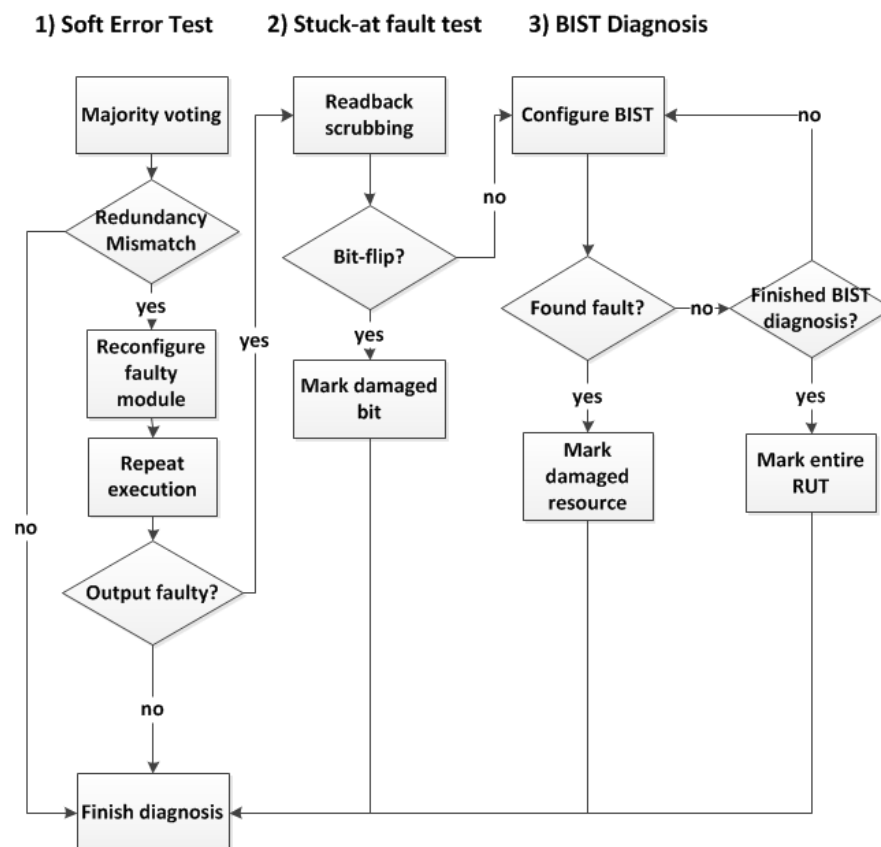 1) Soft Error Test
2) Stuck-at fault test
3) BIST Diagnosis
Majority voting
Redundancy
Mismatch
yes
Reconfigure
faulty
module
Repeat
execution
no
Output faulty?
yes
no
Finish diagnosis
Readback
scrubbing
Bit-flip?
no
yes
Mark damaged
bit
Configure BIST
no
Found fault?
no
Finished BIST
diagnosis?
yes
Mark
damaged
resource
yes
Mark entire
RUT